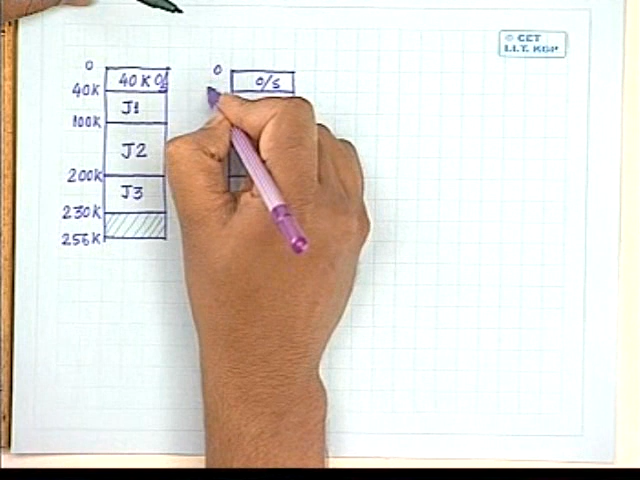 © CET
I.I.T. KGP
0
40K O/S
40K
J1
100K
J2
200K
J3
230K
256K
0
O/S